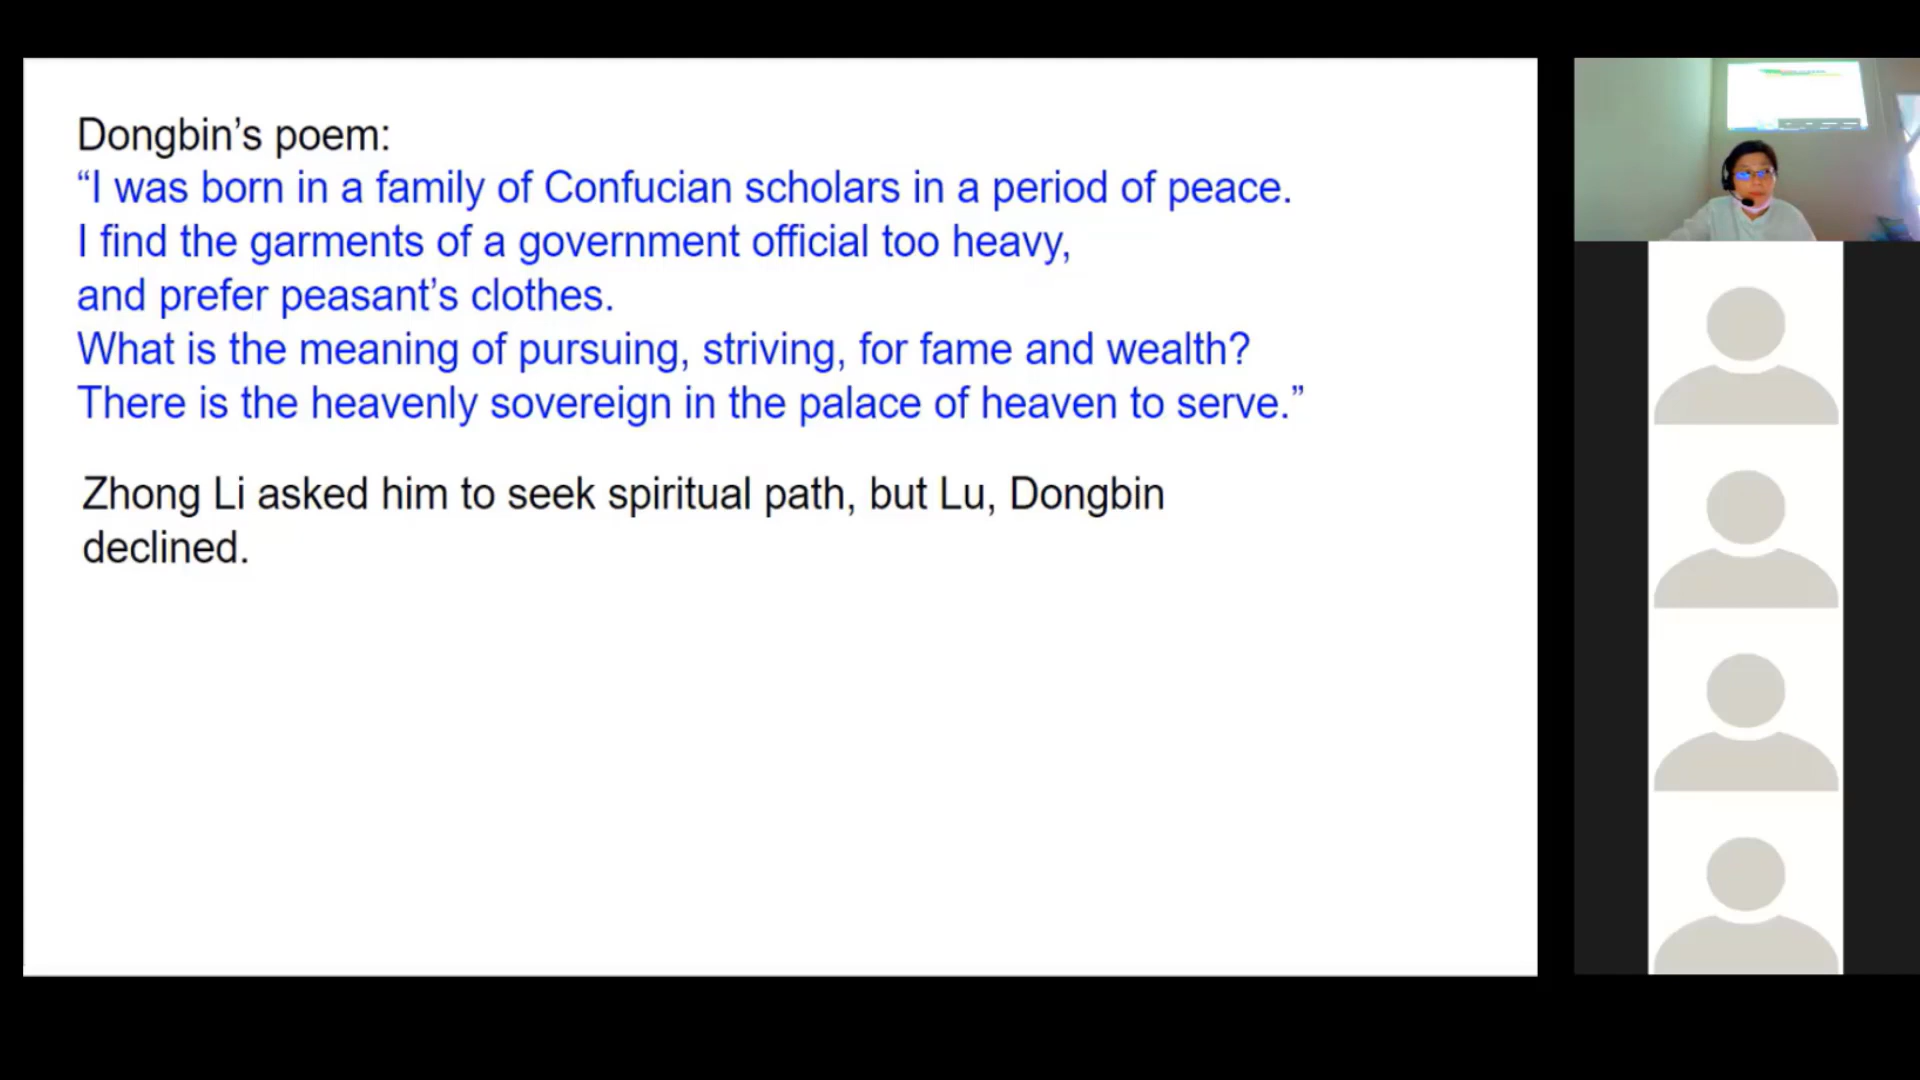 Dongbin’s poem:
“I was born in a family of Confucian scholars in a period of peace.
I find the garments of a government official too heavy,
and prefer peasant’s clothes.
What is the meaning of pursuing, striving, for fame and wealth?
There is the heavenly sovereign in the palace of heaven to serve.”
Zhong Li asked him to seek spiritual path, but Lu, Dongbin
declined.